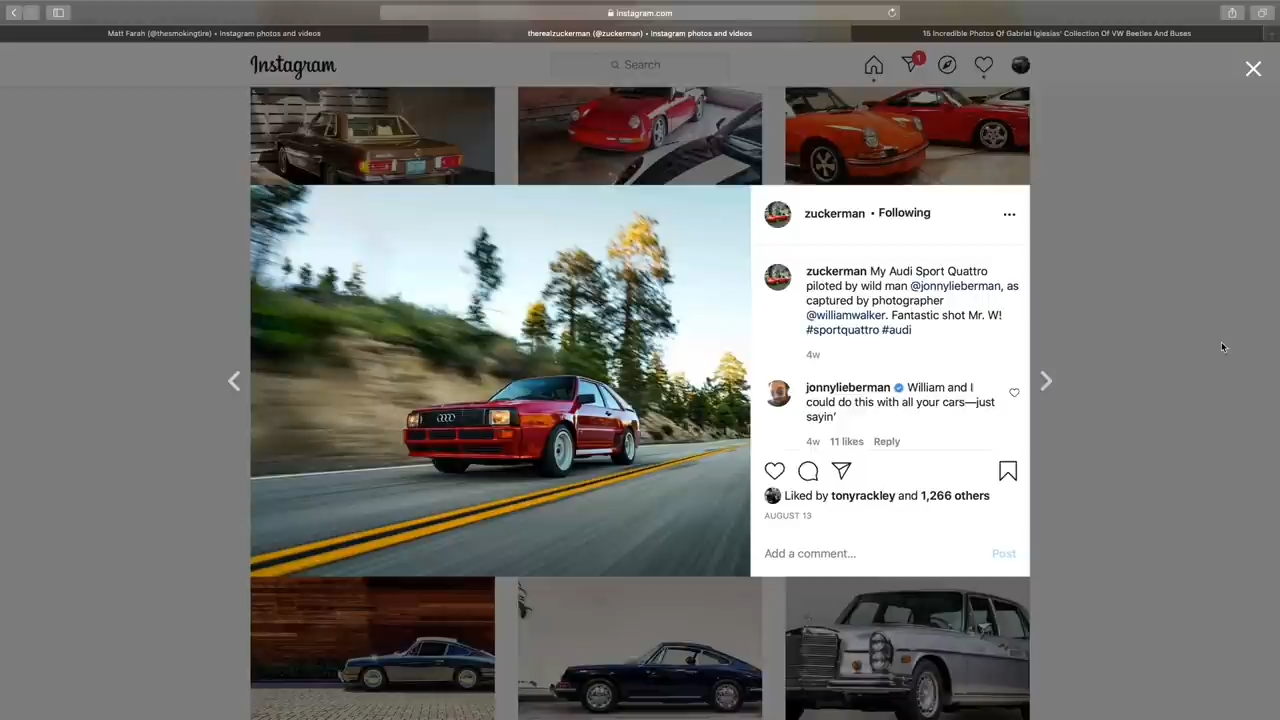 instagram.com
Matt Farah (@thesmokingtire) • Instagram photos and videos
therealzuckerman (@zuckerman) • Instagram photos and videos
15 Incredible Photos Of Gabriel Iglesias' Collection Of VW Beetles And Buses
Instagram
Search
1
zuckerman • Following
zuckerman My Audi Sport Quattro
piloted by wild man @jonnylieberman, as
captured by photographer
@williamwalker. Fantastic shot Mr. W!
#sportquattro #audi
4w
jonnylieberman William and I
could do this with all your cars—just
sayin’
4w 11 likes Reply
Liked by tonyrackley and 1,266 others
AUGUST 13
Add a comment... Post